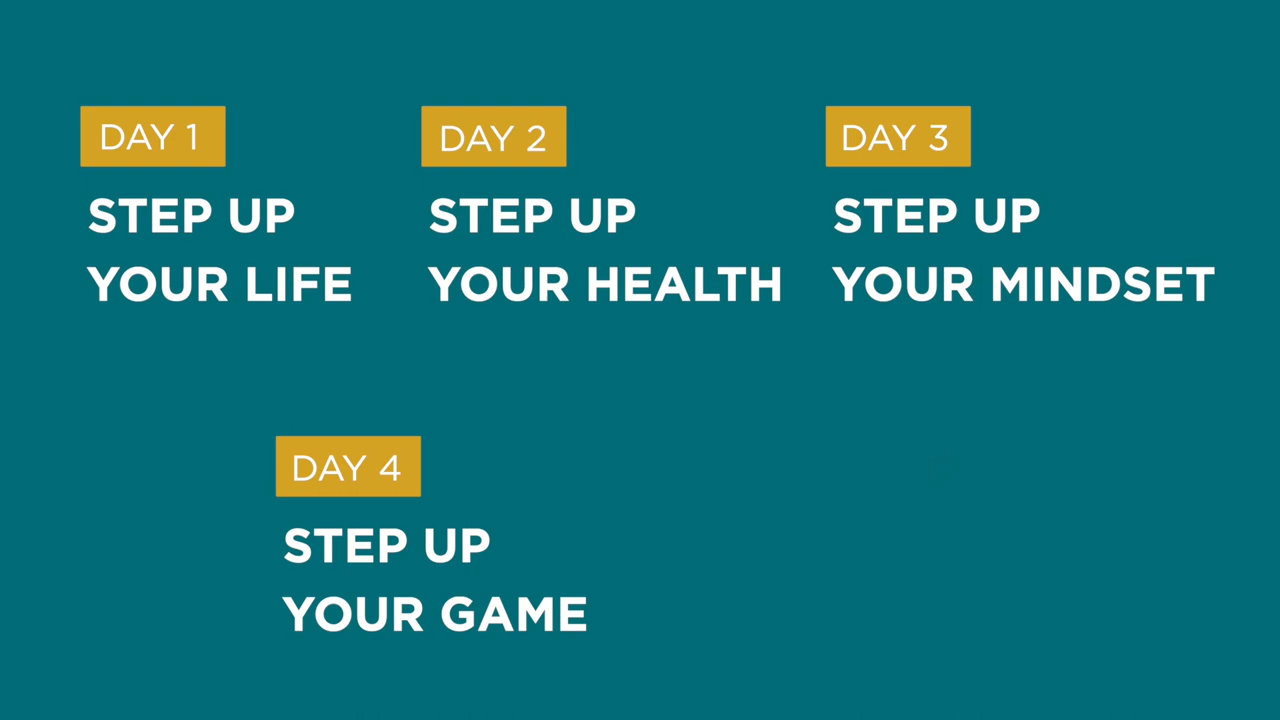 DAY 1
STEP UP
YOUR LIFE
DAY 2
STEP UP
YOUR HEALTH
DAY 3
STEP UP
YOUR MINDSET
DAY 4
STEP UP
YOUR GAME